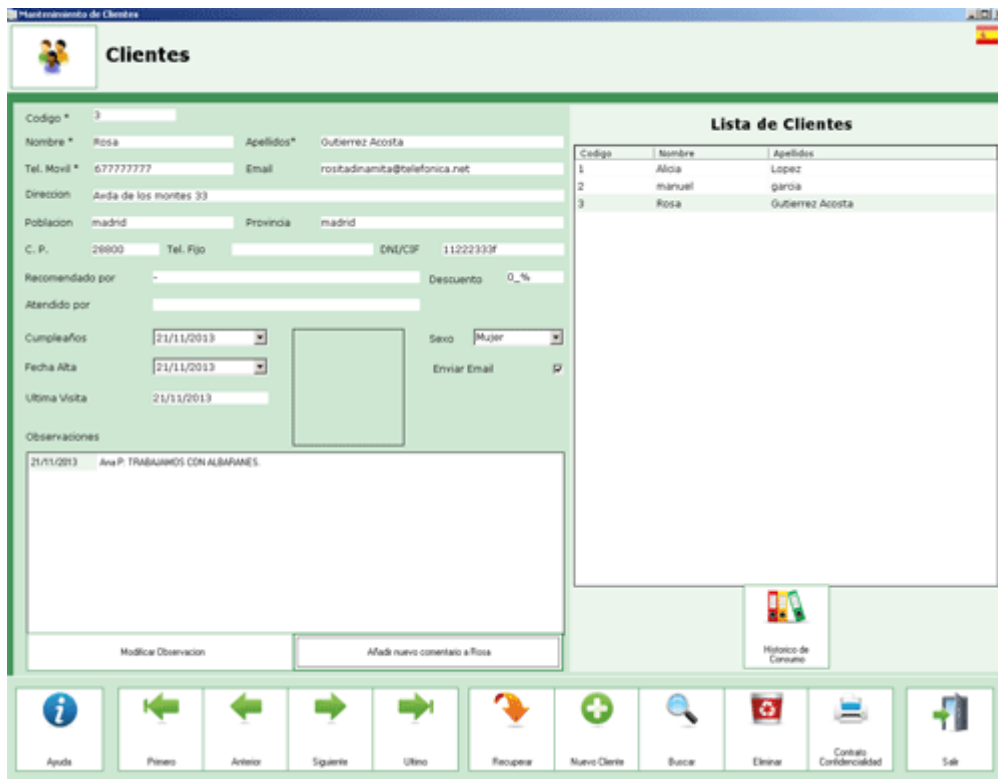 Mantenimiento de Clientes
Clientes
Codigo * 3
Nombre * Rosa Apellidos* Gutierrez Acosta
Tel. Movil * 677777777 Email rositadinamita@telefonica.net
Direccion Avda de los montes 33
Poblacion madrid Provincia madrid
C. P. 28800 Tel. Fijo DNI/CIF 11222333f
Recomendado por - Descuento 0_%
Atendido por
Cumpleaños 21/11/2013 Sexo Mujer
Fecha Alta 21/11/2013 Enviar Email
Ultima Visita 21/11/2013
Observaciones
21/11/2013 Ana P. TRABAJAMOS CON ALBARANES.
Modificar Observacion Añadir nuevo comentario a Rosa
Lista de Clientes
Codigo Nombre Apellidos
1 Alicia Lopez
2 manuel garcia
3 Rosa Gutierrez Acosta
Historico de
Consumo
Ayuda Primero Anterior Siguiente Ultimo Recuperar Nuevo Cliente Buscar Eliminar Contrato Confidencialidad Salir